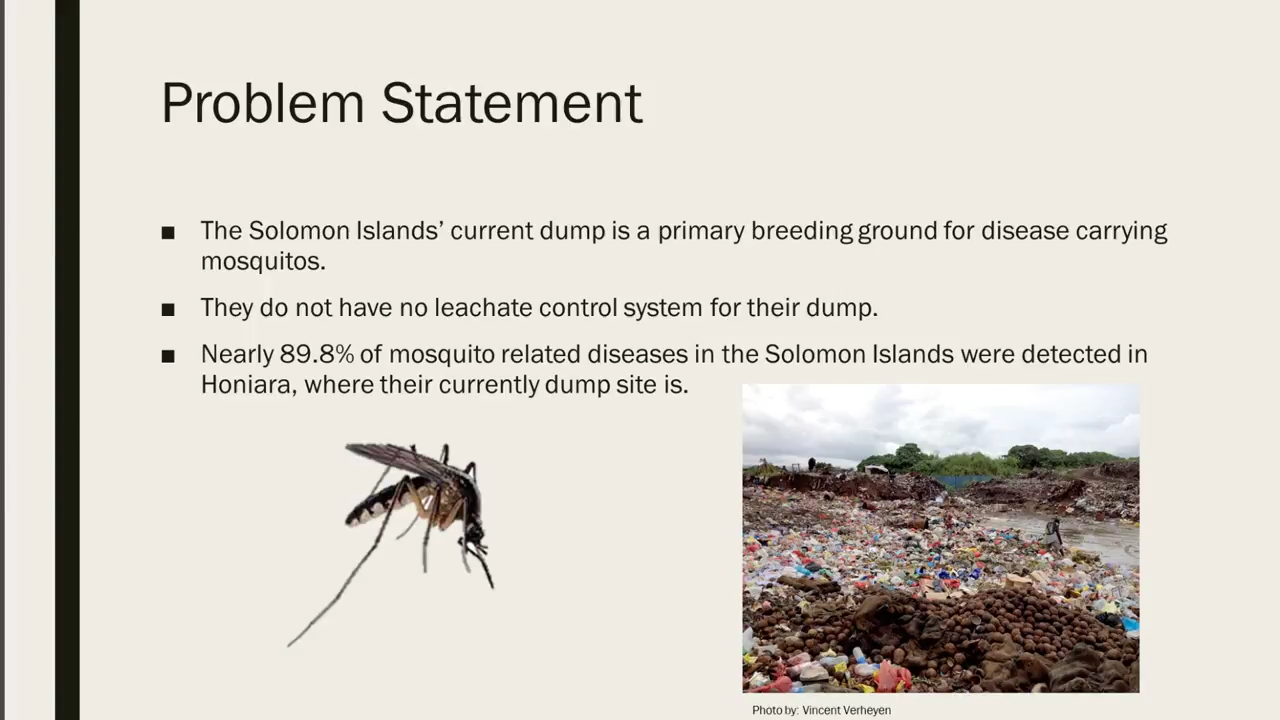 Problem Statement
■ The Solomon Islands’ current dump is a primary breeding ground for disease carrying
mosquitos.
■ They do not have no leachate control system for their dump.
■ Nearly 89.8% of mosquito related diseases in the Solomon Islands were detected in
Honiara, where their currently dump site is.
Photo by: Vincent Verheyen